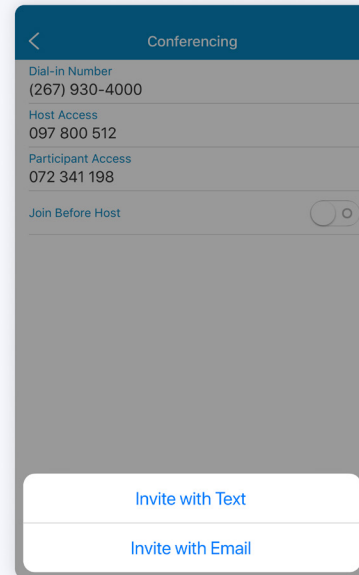 Conferencing
Dial-in Number
(267) 930-4000
Host Access
097 800 512
Participant Access
072 341 198
Join Before Host
Invite with Text
Invite with Email